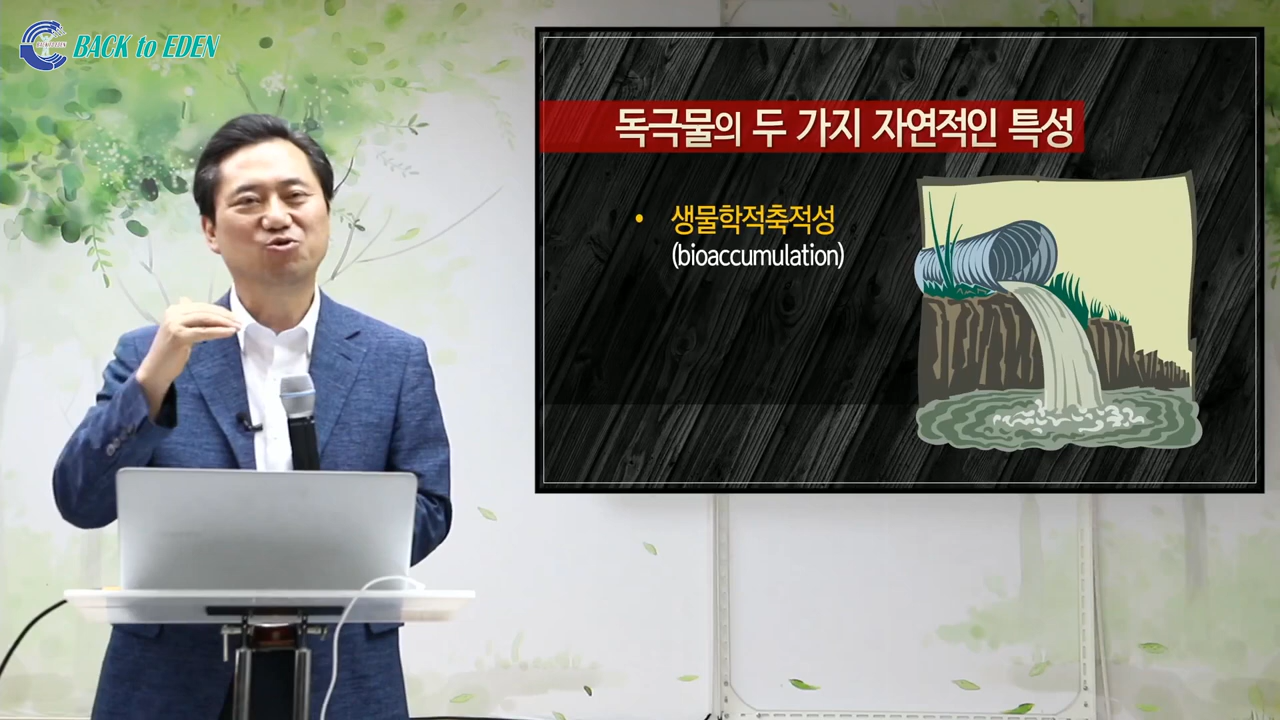 BACK to EDEN
독극물의 두 가지 자연적인 특성
• 생물학적축적성
(bioaccumulation)